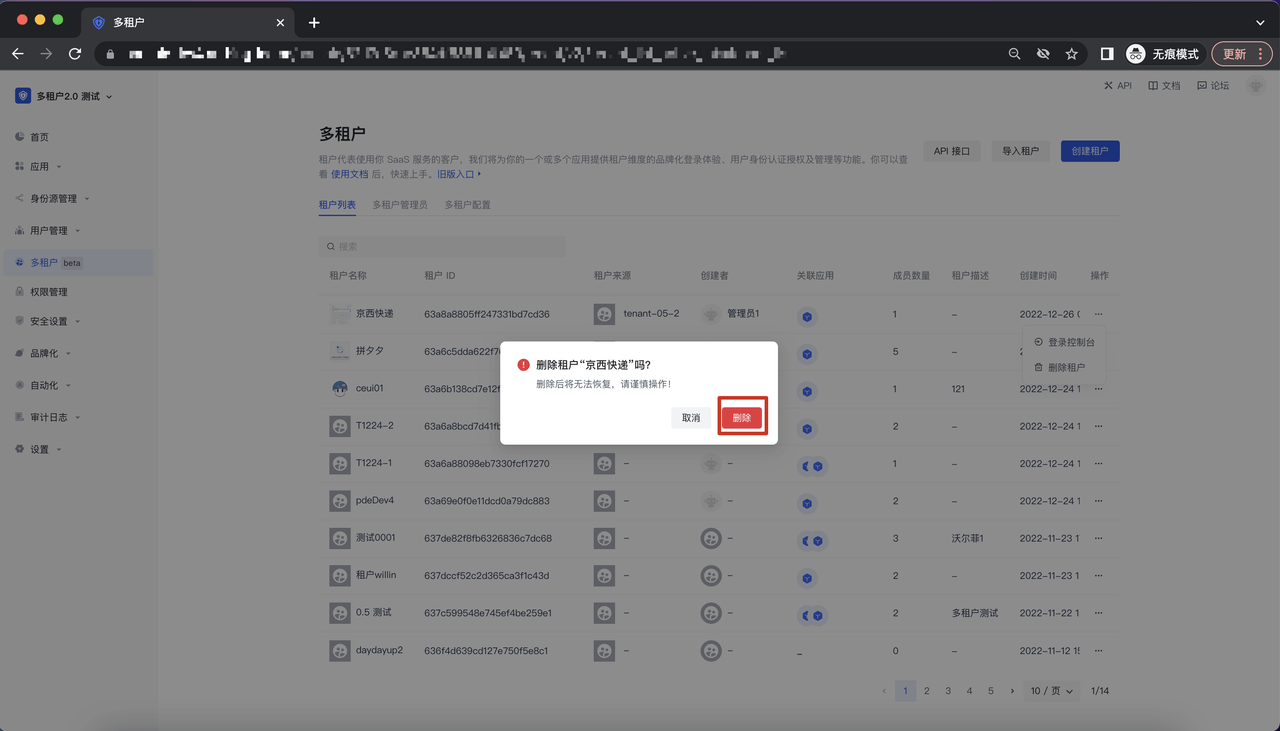 多租户
无痕模式
更新
多租户2.0 测试
API
文档
论坛
首页
应用
身份源管理
用户管理
多租户 beta
权限管理
安全设置
品牌化
自动化
审计日志
设置
多租户
租户代表使用你 SaaS 服务的客户，我们将为你的一个或多个应用提供租户维度的品牌化登录体验、用户身份认证授权及管理等功能。你可以查
看 使用文档 后，快速上手。旧版入口
API 接口
导入租户
创建租户
租户列表 多租户管理员 多租户配置
搜索
租户名称 租户 ID 租户来源 创建者 关联应用 成员数量 租户描述 创建时间 操作
京西快递 63a8a8805ff247331bd7cd36 tenant-05-2 管理员1 1 – 2022-12-26 ···
拼夕夕 63a6c5dda622f7 5 –
登录控制台
删除租户
ceui01 63a6b138cd7e12f 1 121 2022-12-24 1 ···
T1224-2 63a6a8bcd7d41fb 2 – 2022-12-24 1 ···
T1224-1 63a6a88098eb7330fcf17270 – – 1 – 2022-12-24 1 ···
pdeDev4 63a69e0f0e11dcd0a79dc883 – – 2 – 2022-12-24 1 ···
测试0001 637de82f8fb6326836c7dc68 – – 3 沃尔菲1 2022-11-23 1 ···
租户willin 637dccf52c2d365ca3f1c43d – – 2 – 2022-11-23 1 ···
0.5 测试 637c599548e745ef4be259e1 – – 2 多租户测试 2022-11-22 1 ···
daydayup2 636f4d639cd127e750f5e8c1 – – – 0 – 2022-11-12 15 ···
删除租户“京西快递”吗?
删除后将无法恢复，请谨慎操作!
取消
删除
1 2 3 4 5 10 / 页 1/14